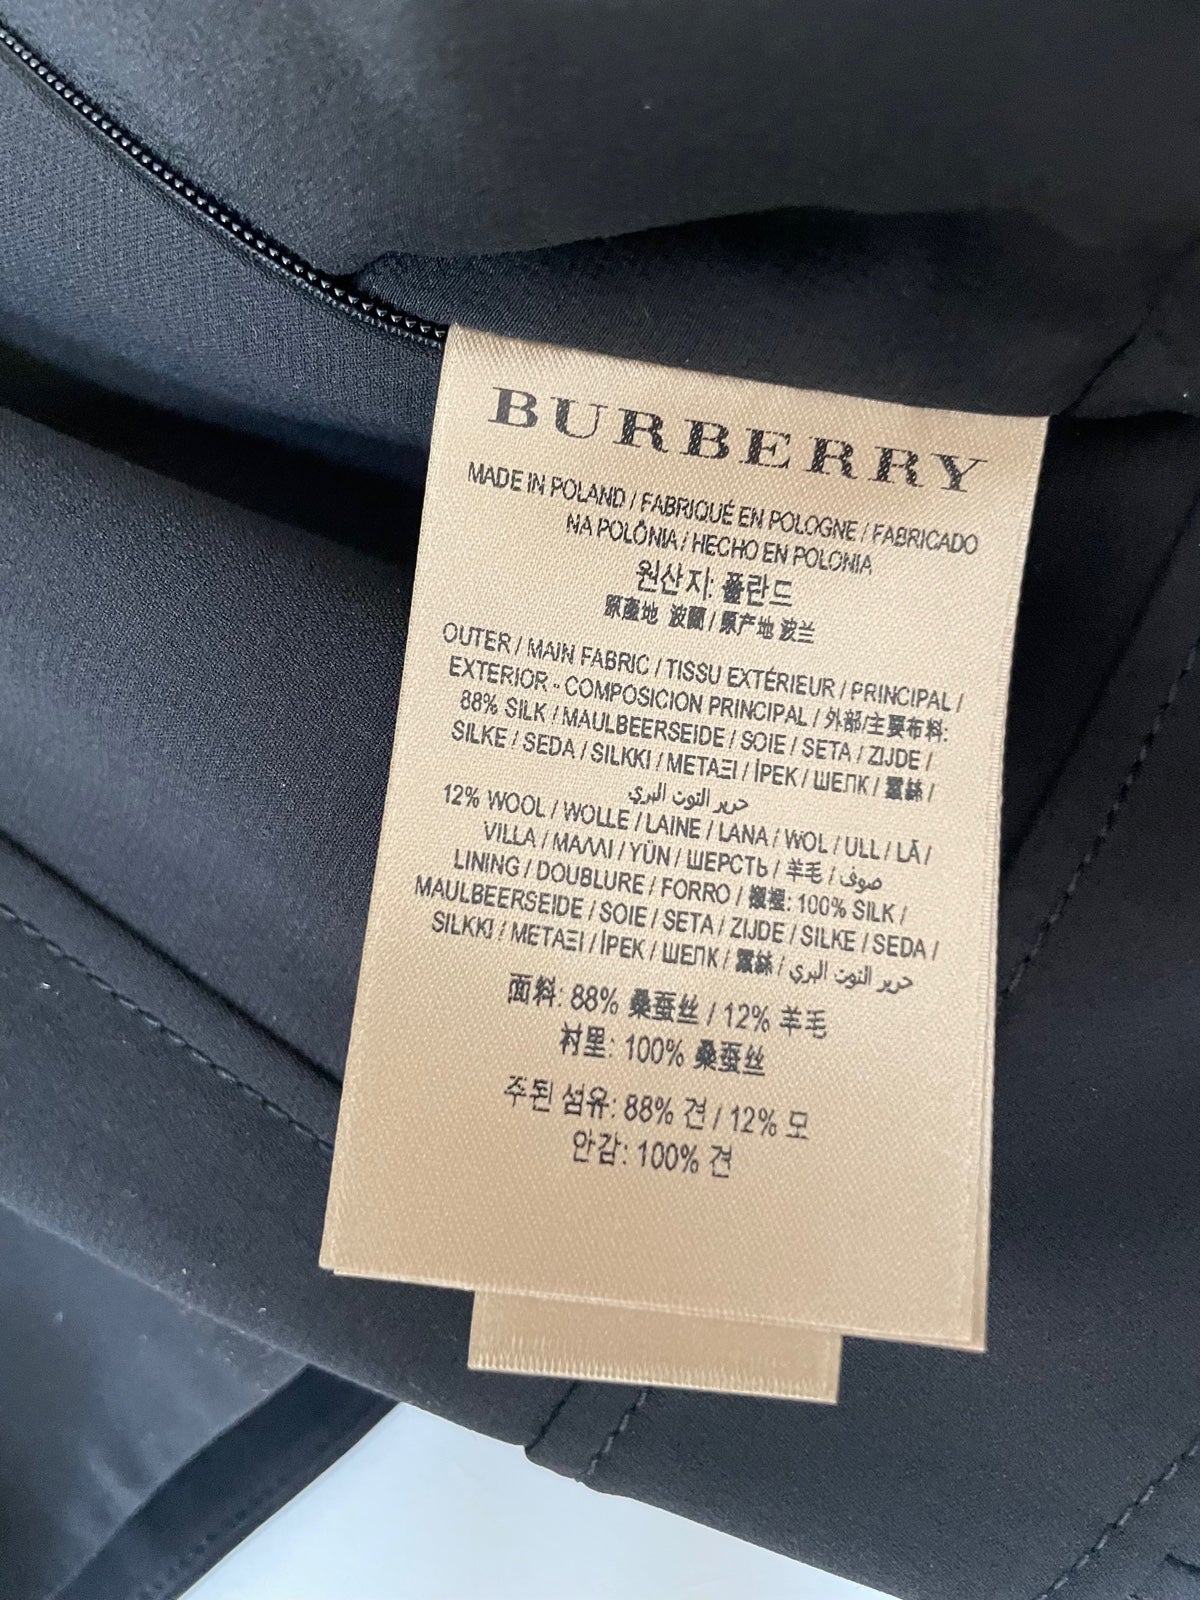 BURBERRY
MADE IN POLAND / FABRIQUÉ EN POLOGNE / FABRICADO
NA POLÔNIA / HECHO EN POLONIA
원산지: 폴란드
原產地 波蘭 / 原产地 波兰
OUTER / MAIN FABRIC / TISSU EXTÉRIEUR / PRINCIPAL /
EXTERIOR - COMPOSICION PRINCIPAL / 外部/主要布料:
88% SILK / MAULBEERSEIDE / SOIE / SETA / ZIJDE /
SILKE / SEDA / SILKKI / ΜΕΤΑΞΙ / İPEK / ШЕЛК / 蠶絲 /
حرير التوت البري
12% WOOL / WOLLE / LAINE / LANA / WOL / ULL / LÃ /
VILLA / ΜΑΛΛΙ / YÜN / ШЕРСТЬ / 羊毛 / صوف
LINING / DOUBLURE / FORRO / 襯裡: 100% SILK /
MAULBEERSEIDE / SOIE / SETA / ZIJDE / SILKE / SEDA /
SILKKI / ΜΕΤΑΞΙ / İPEK / ШЕЛК / 蠶絲 / حرير التوت البري
面料: 88% 桑蚕丝 / 12% 羊毛
衬里: 100% 桑蚕丝
주된 섬유: 88% 견 / 12% 모
안감: 100% 견